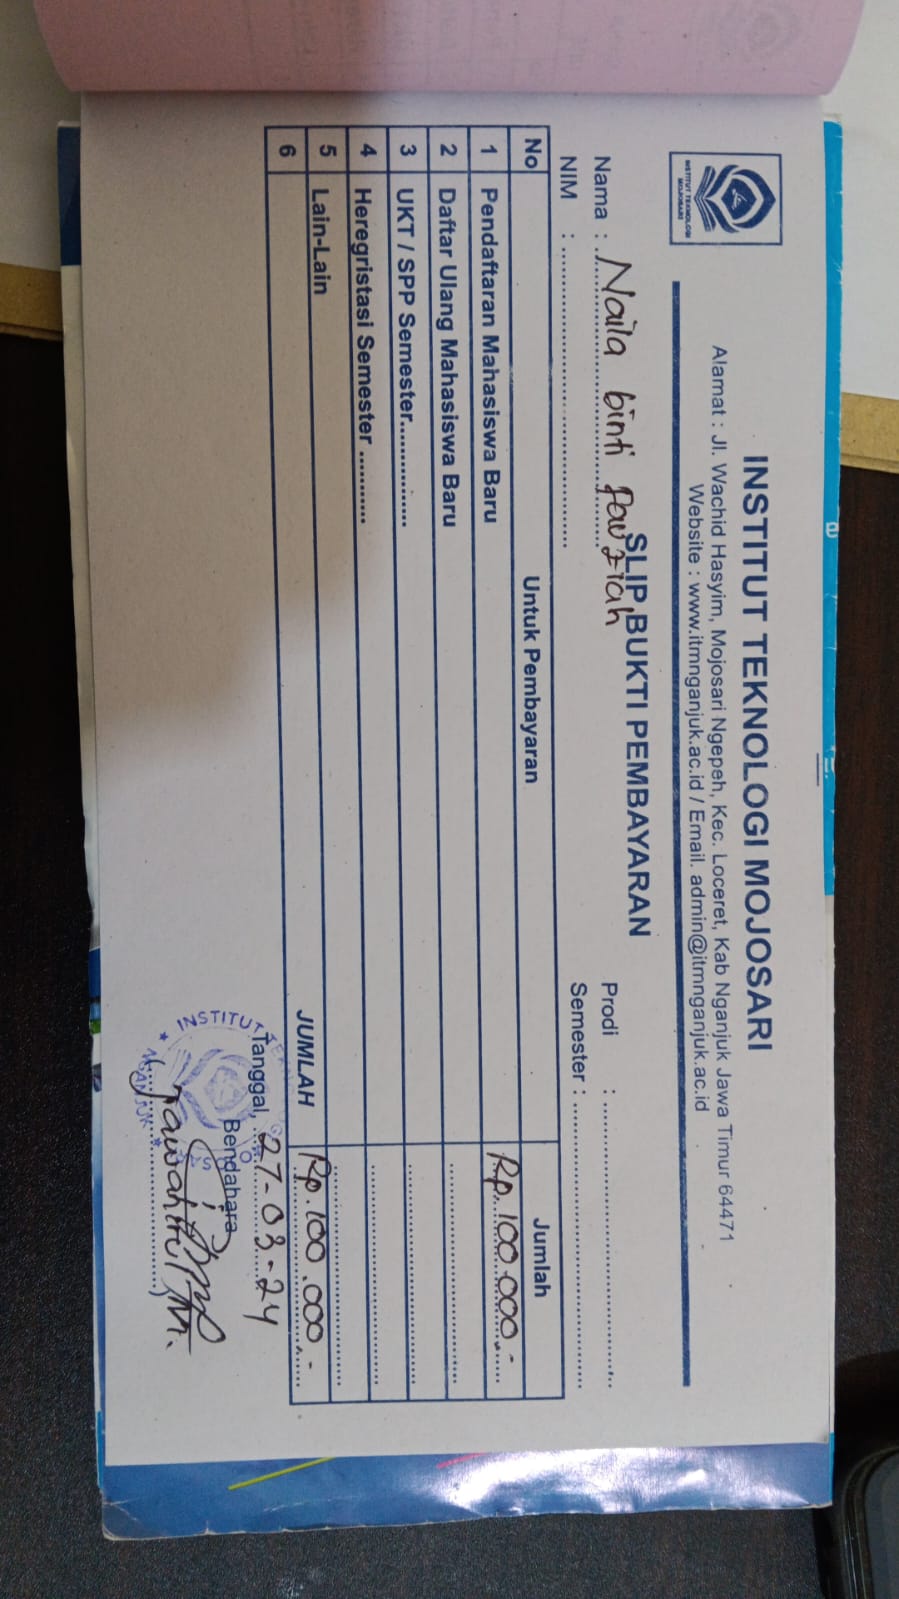 INSTITUT TEKNOLOGI MOJOSARI
INSTITUT TEKNOLOGI
MOJOSARI
Alamat : Jl. Wachid Hasyim, Mojosari Ngepeh, Kec. Loceret, Kab Nganjuk Jawa Timur 64471
Website : www.itmnganjuk.ac.id / Email. admin@itmnganjuk.ac.id
SLIP BUKTI PEMBAYARAN
Nama : Naila binti Fauziah
Prodi : ........................
NIM : ........................
Semester : ........................
No Untuk Pembayaran Jumlah
1 Pendaftaran Mahasiswa Baru Rp. 100.000,-
2 Daftar Ulang Mahasiswa Baru
3 UKT / SPP Semester..............
4 Heregristasi Semester ...........
5 Lain-Lain
6 JUMLAH Rp. 100.000,-
Tanggal, 27-03-24
Bendahara
INSTITUT
NGANJUK